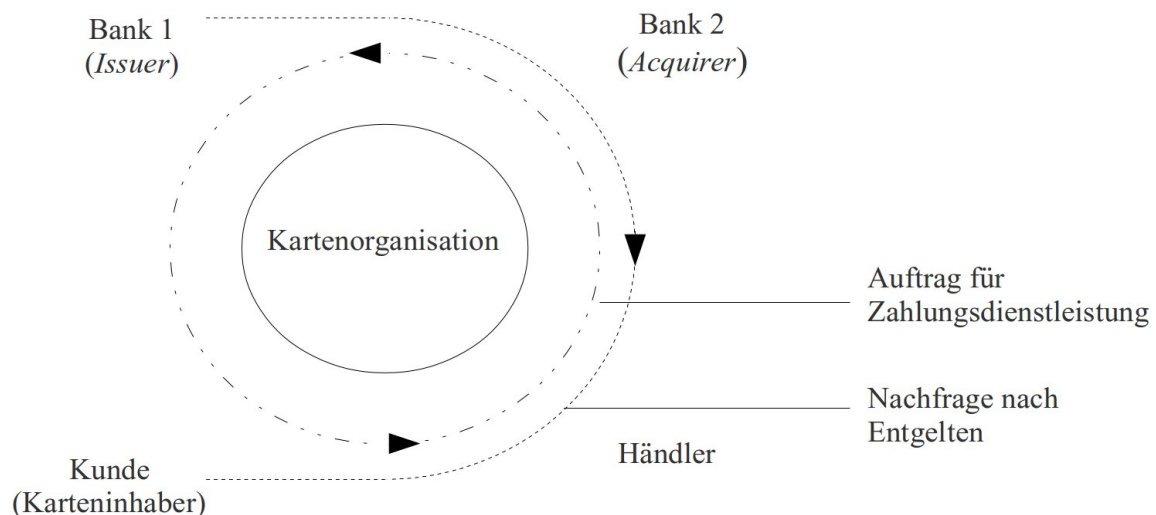 Bank 1
(Issuer)
Bank 2
(Acquirer)
Kartenorganisation
Auftrag für
Zahlungsdienstleistung
Nachfrage nach
Entgelten
Händler
Kunde
(Karteninhaber)